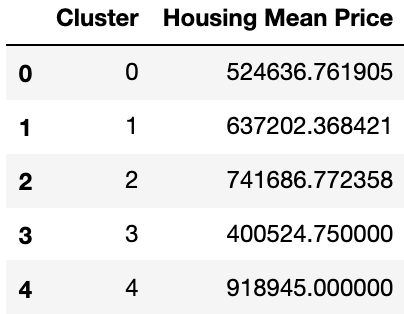 Cluster Housing Mean Price
0 0 524636.761905
1 1 637202.368421
2 2 741686.772358
3 3 400524.750000
4 4 918945.000000